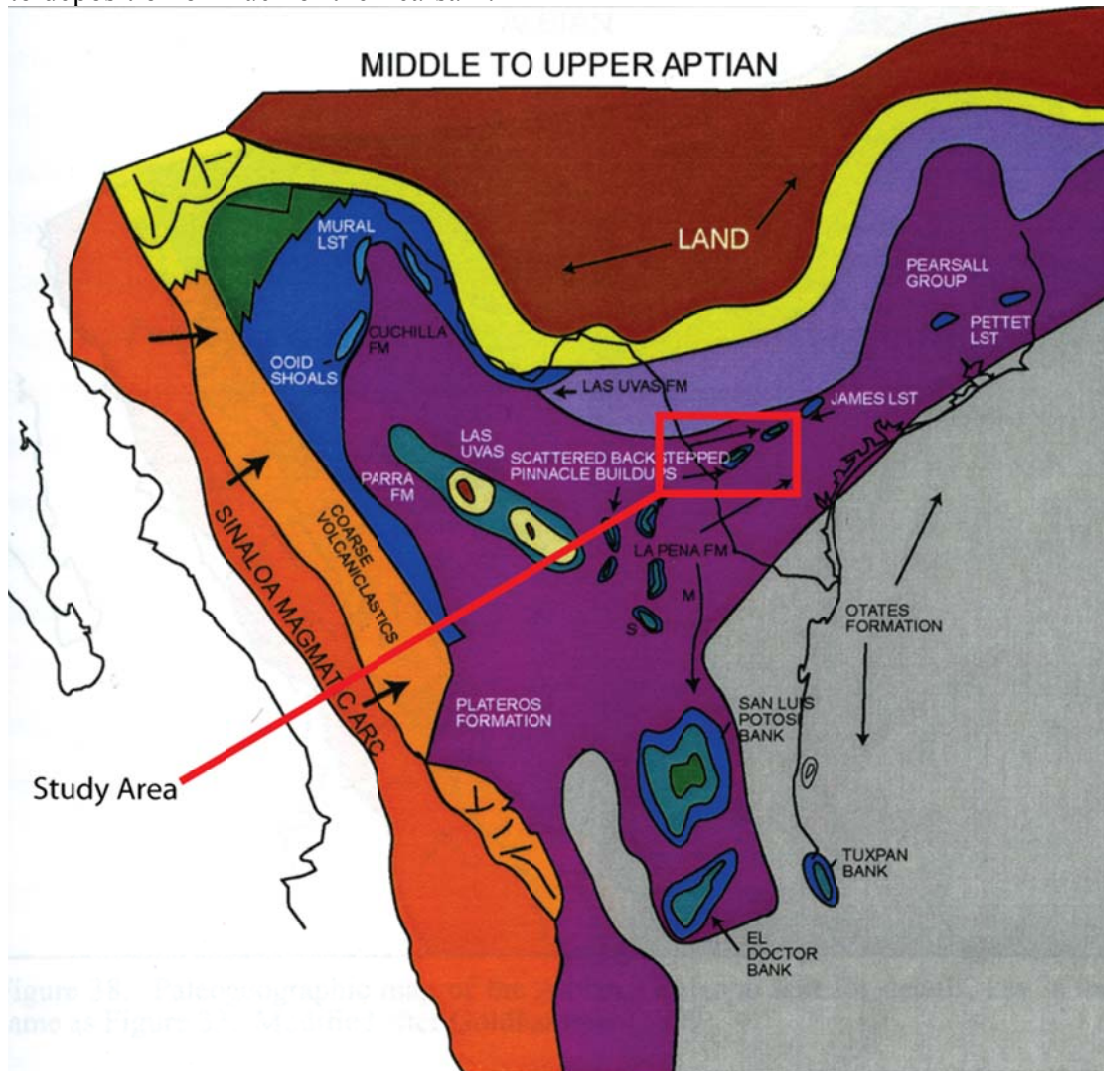 MIDDLE TO UPPER APTIAN
MURAL
LST
LAND
PEARSALL
GROUP
PETTET
LST
CUCHILLA
FM
OOID
SHOALS
LAS UVAS FM
JAMES LST
LAS
UVAS
SCATTERED BACKSTEPPED
PINNACLE BUILDUPS
PARRA
FM
COARSE
VOLCANICLASTICS
SINALOA MAGMATIC ARC
LA PENA FM
M
S
OTATES
FORMATION
PLATEROS
FORMATION
SAN LUIS
POTOSI
BANK
Study Area
TUXPAN
BANK
EL
DOCTOR
BANK